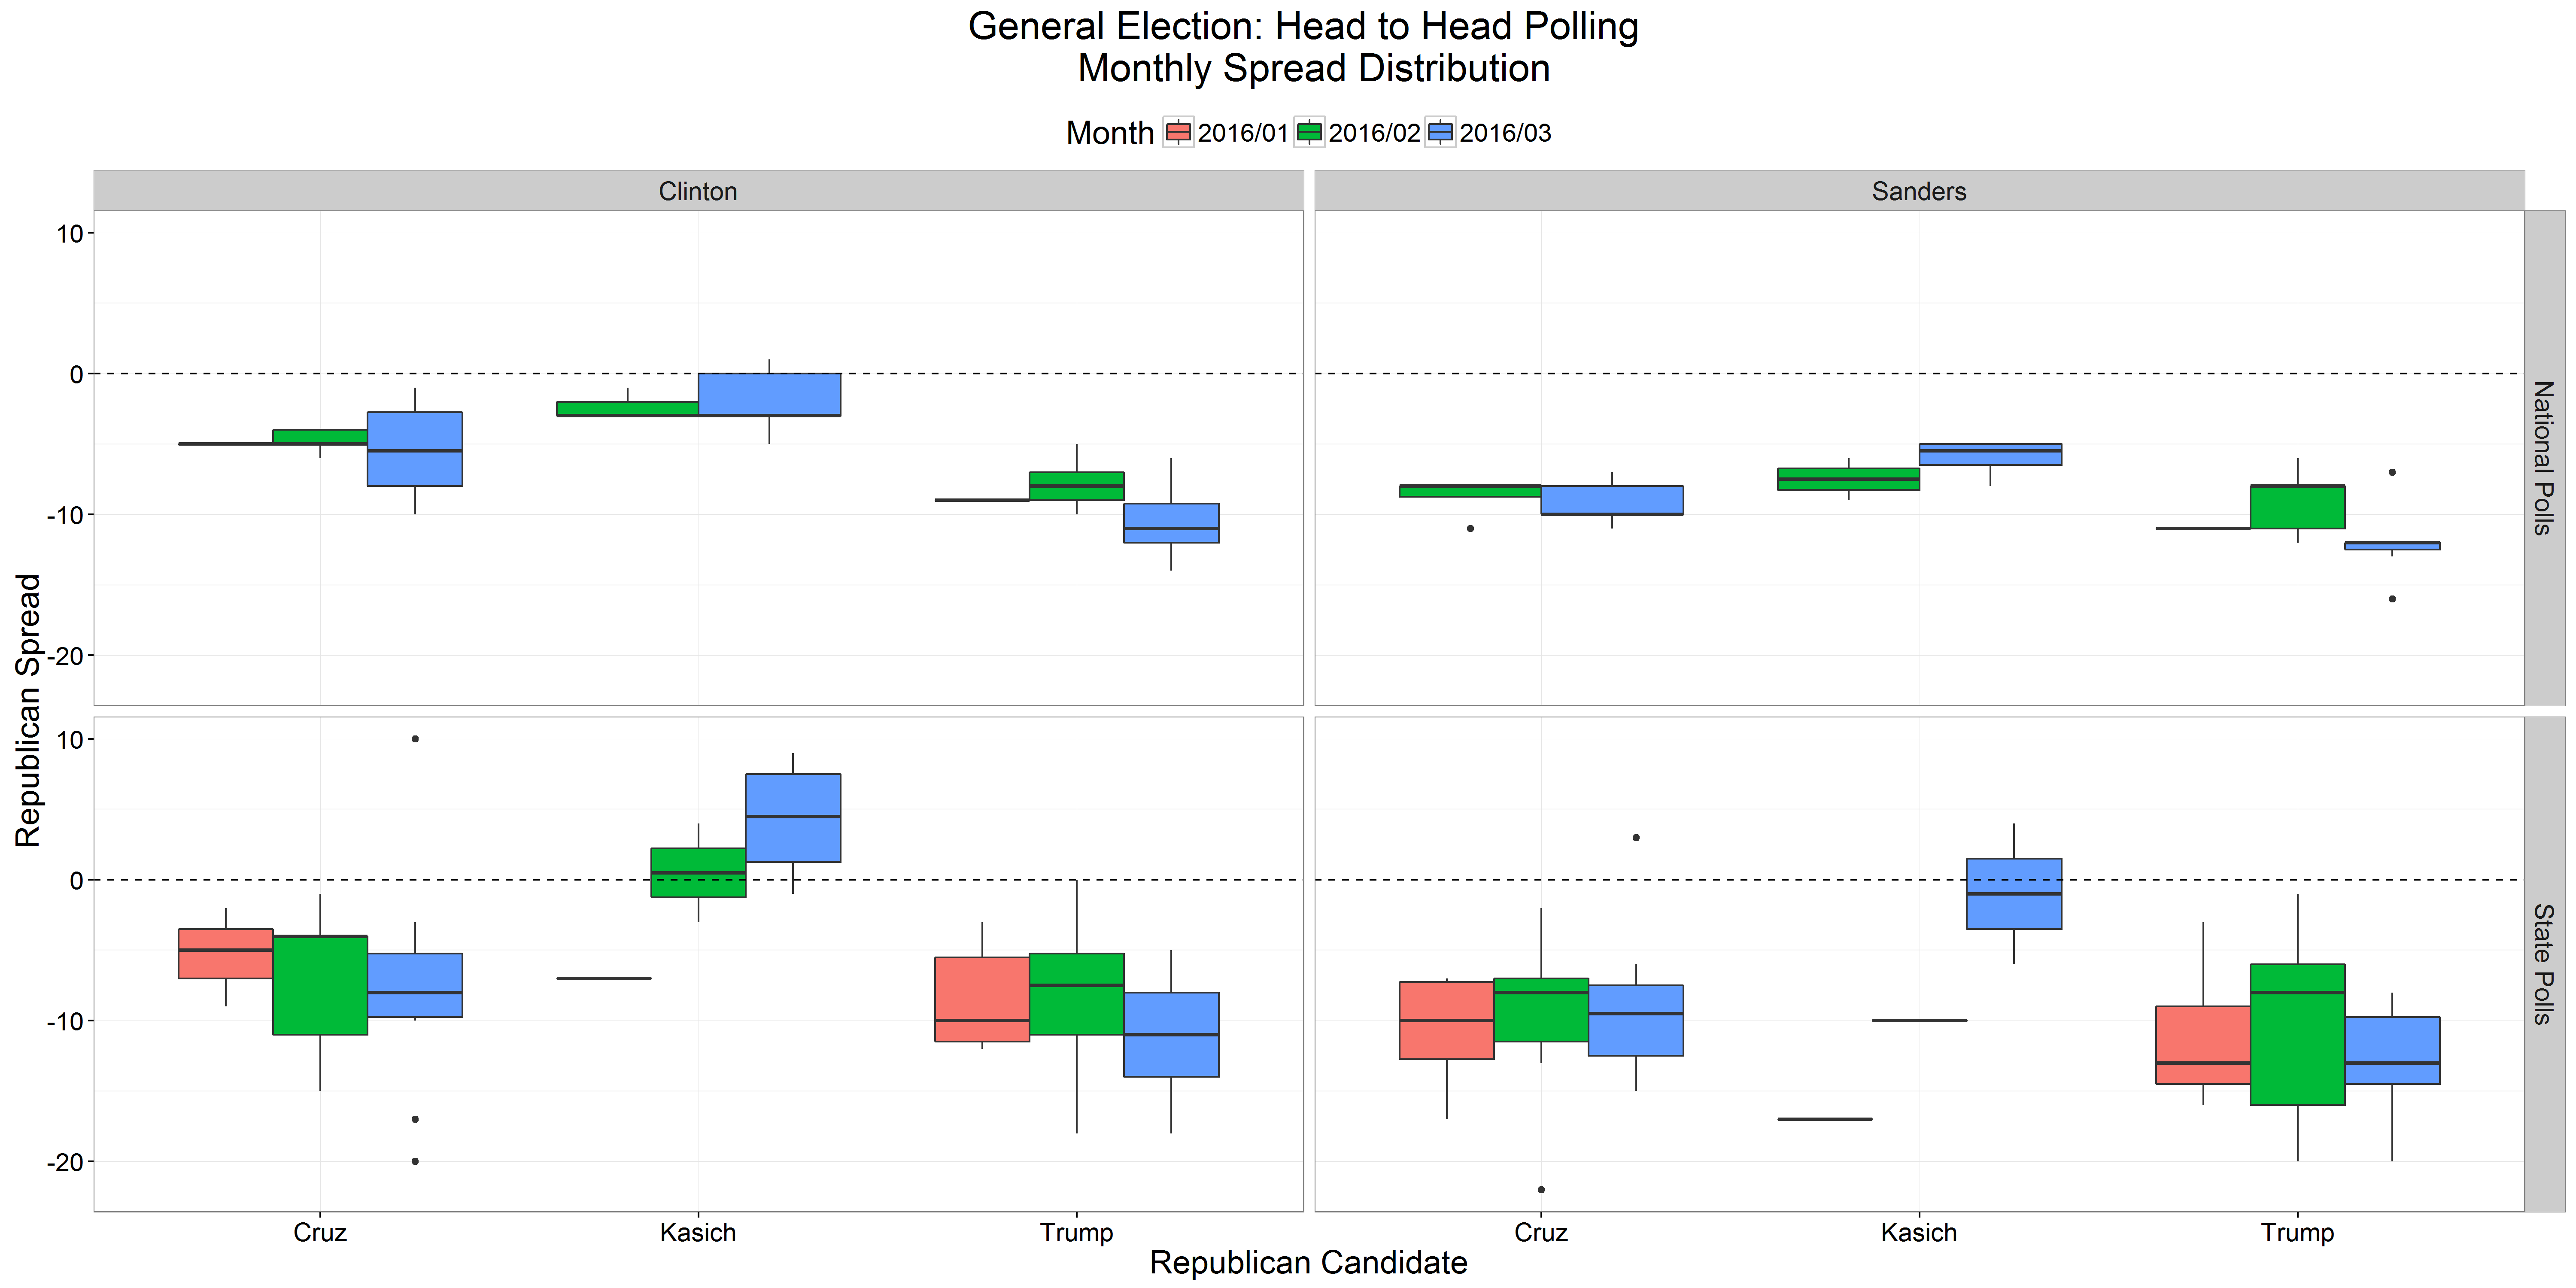 General Election: Head to Head Polling
Monthly Spread Distribution
Month 2016/01 2016/02 2016/03
Clinton
Sanders
10
0
-10
-20
National Polls
Republican Spread
10
0
-10
-20
State Polls
Cruz Kasich Trump Cruz Kasich Trump
Republican Candidate